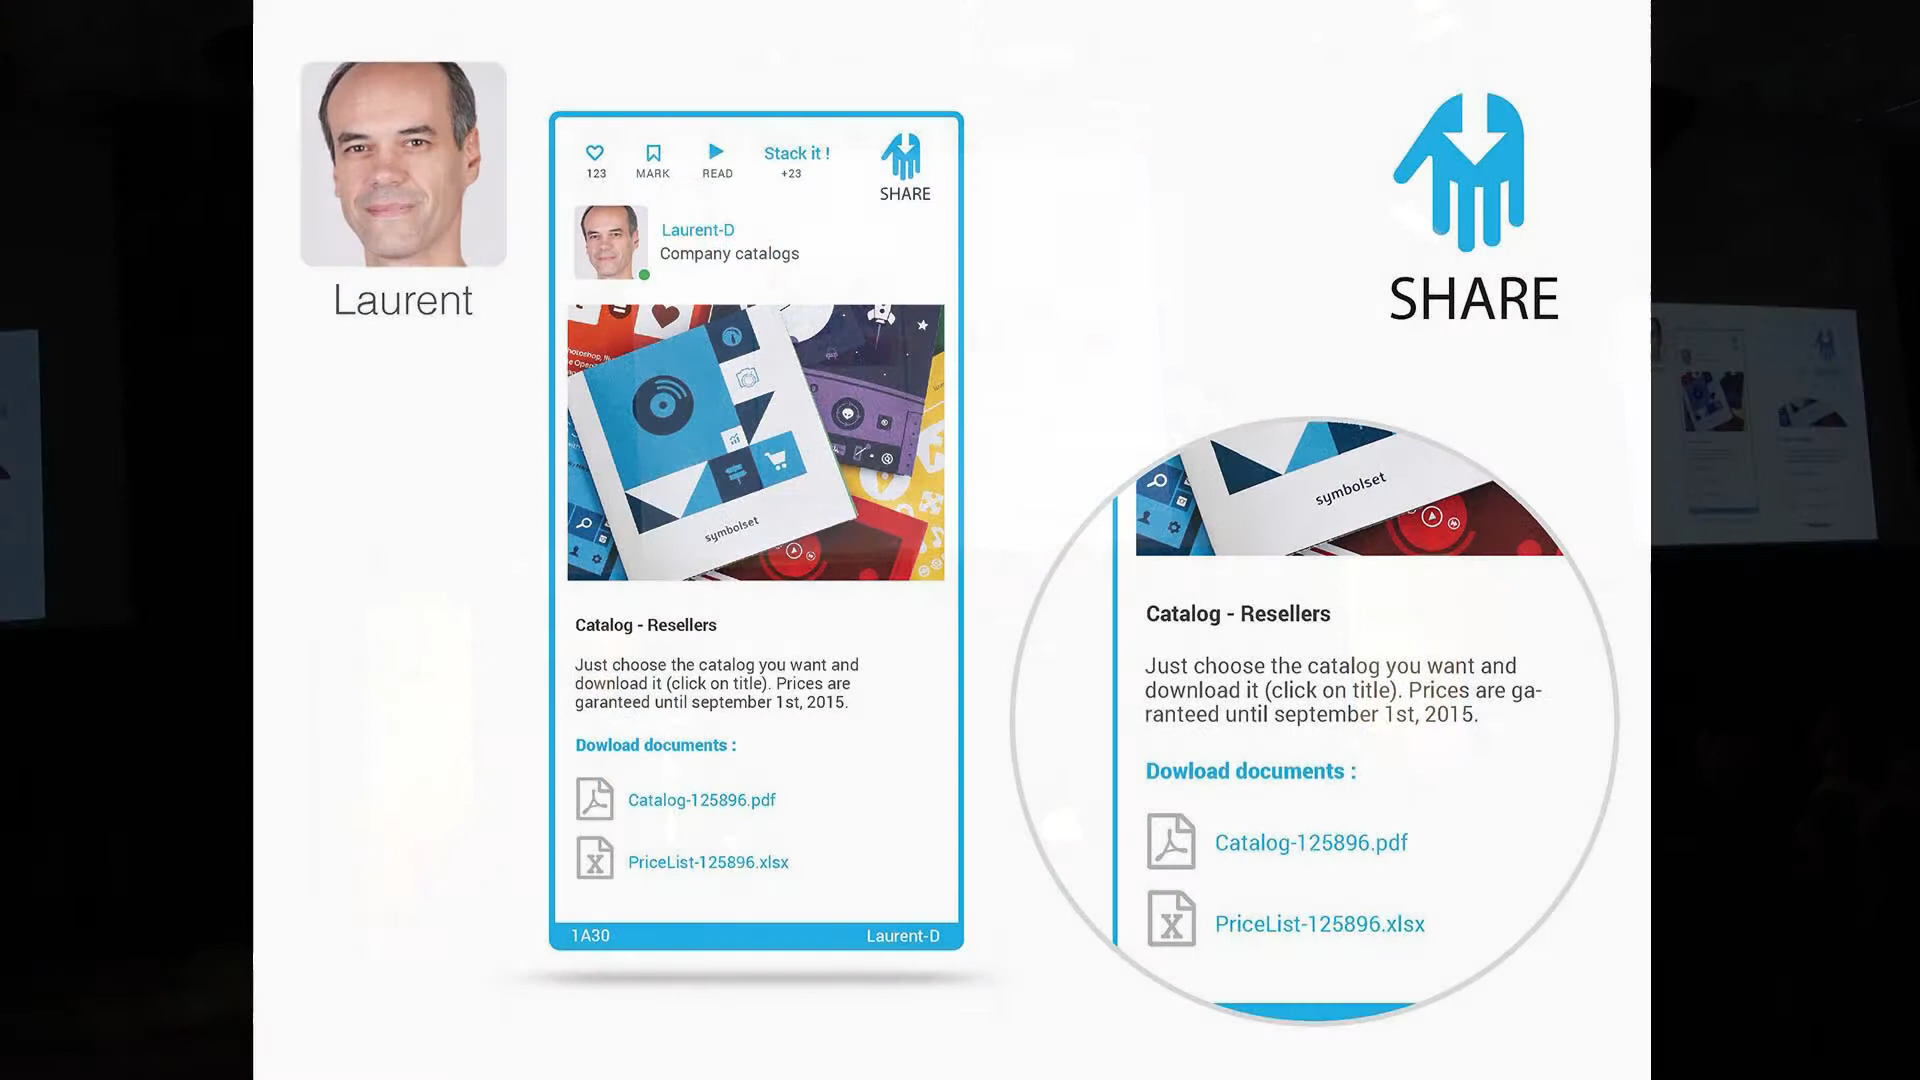 Laurent
123
MARK
READ
Stack it !
+23
SHARE
Laurent-D
Company catalogs
symbolset
Catalog - Resellers
Just choose the catalog you want and
download it (click on title). Prices are
garanteed until september 1st, 2015.
Dowload documents :
Catalog-125896.pdf
PriceList-125896.xlsx
1A30
Laurent-D
SHARE
symbolset
Catalog - Resellers
Just choose the catalog you want and
download it (click on title). Prices are ga-
ranteed until september 1st, 2015.
Dowload documents :
Catalog-125896.pdf
PriceList-125896.xlsx